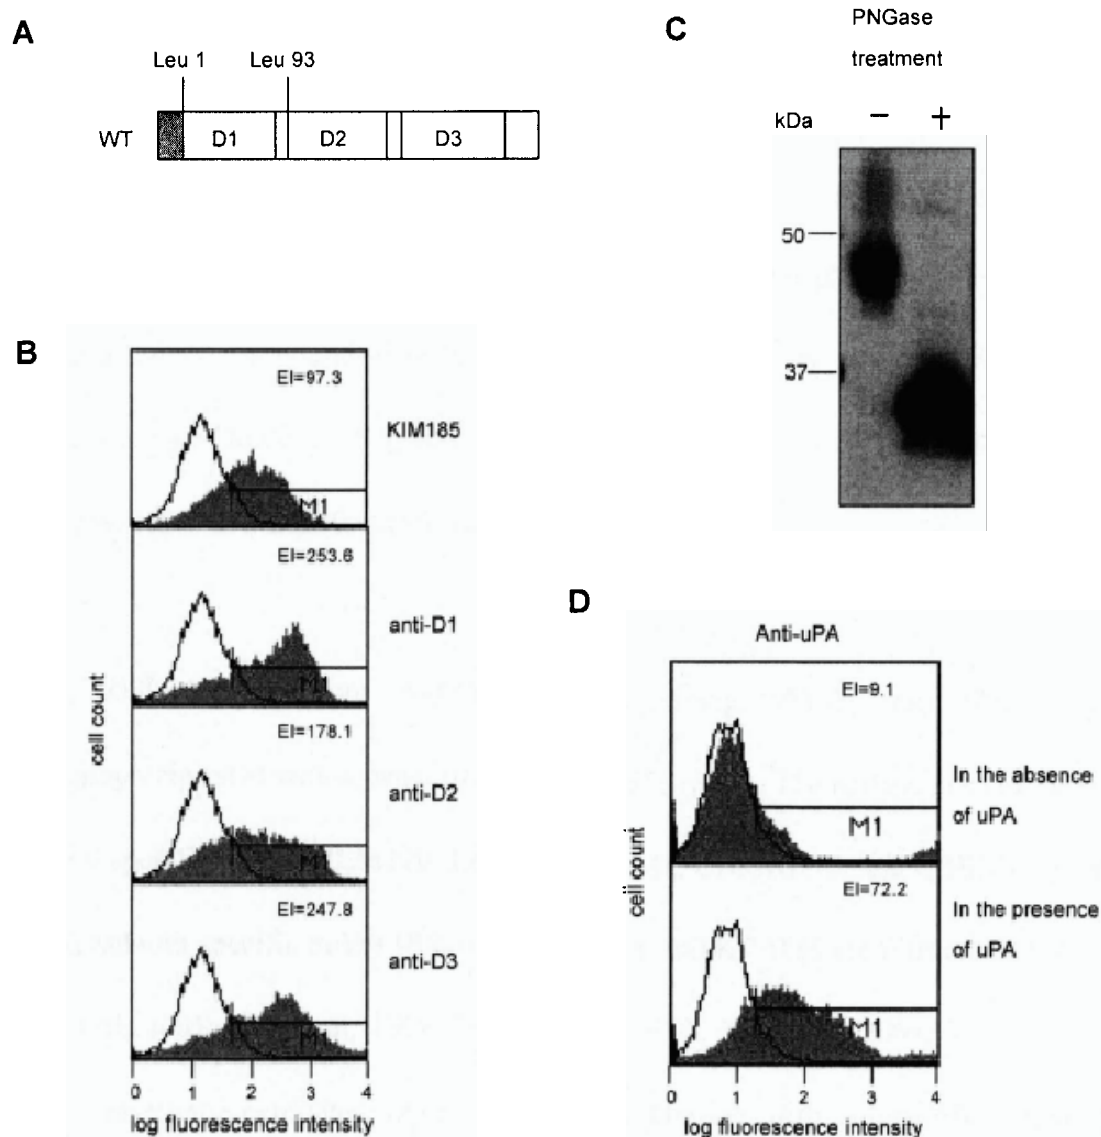 A
Leu 1 Leu 93
WT D1 D2 D3
B
EI=97.3
KIM185
M1
EI=253.6
anti-D1
M1
EI=178.1
anti-D2
M1
EI=247.8
anti-D3
M1
cell count
0 1 2 3 4
log fluorescence intensity
C
PNGase
treatment
kDa − +
50
37
D
Anti-uPA
EI=9.1
In the absence
of uPA
M1
EI=72.2
In the presence
of uPA
M1
cell count
0 1 2 3 4
log fluorescence intensity